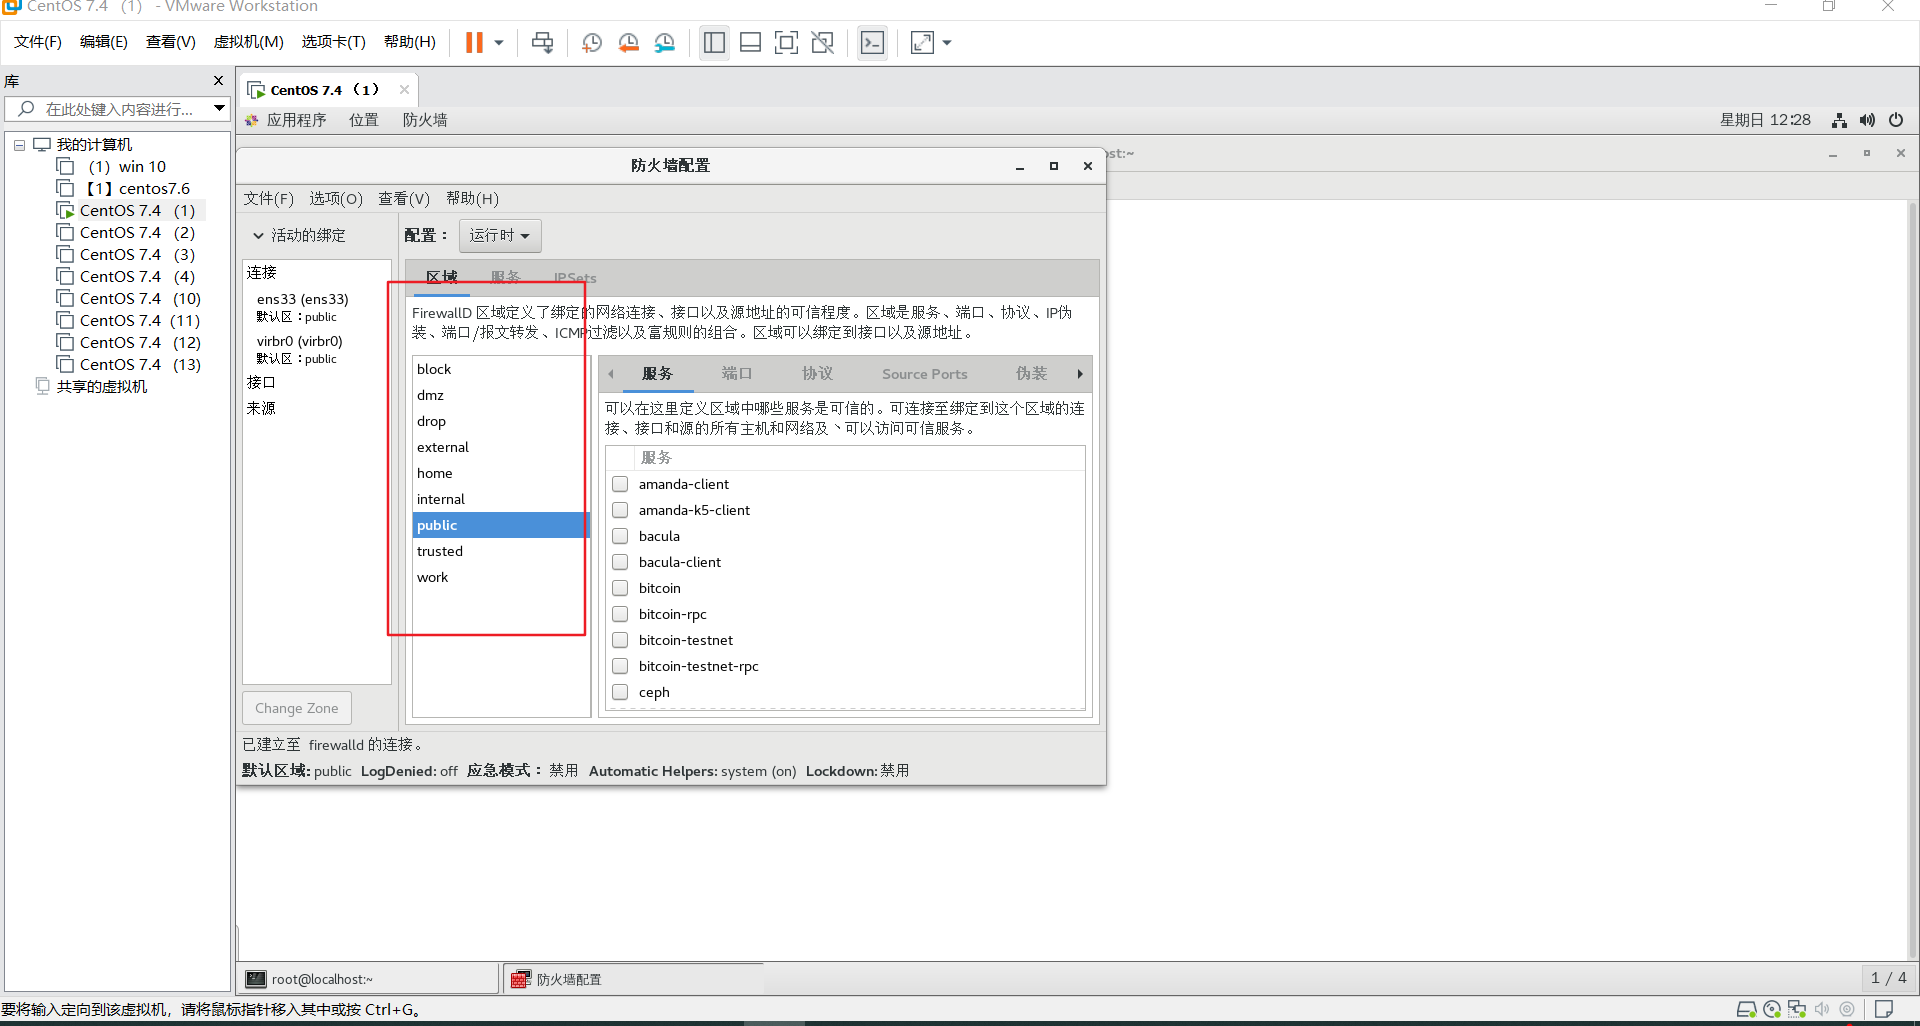 CentOS 7.4 （1） - VMware Workstation
文件(F) 编辑(E) 查看(V) 虚拟机(M) 选项卡(T) 帮助(H)
库
在此处键入内容进行...
我的计算机
（1）win 10
【1】centos7.6
CentOS 7.4 （1）
CentOS 7.4 （2）
CentOS 7.4 （3）
CentOS 7.4 （4）
CentOS 7.4 （10）
CentOS 7.4 （11）
CentOS 7.4 （12）
CentOS 7.4 （13）
共享的虚拟机
CentOS 7.4 （1）
应用程序 位置 防火墙
星期日 12:28
防火墙配置
ost:~
文件(F) 选项(O) 查看(V) 帮助(H)
活动的绑定
配置： 运行时
连接
ens33 (ens33)
默认区：public
virbr0 (virbr0)
默认区：public
接口
来源
Change Zone
区域 服务 IPSets
FirewallD 区域定义了绑定的网络连接、接口以及源地址的可信程度。区域是服务、端口、协议、IP伪
装、端口/报文转发、ICMP过滤以及富规则的组合。区域可以绑定到接口以及源地址。
block
dmz
drop
external
home
internal
public
trusted
work
服务 端口 协议 Source Ports 伪装
可以在这里定义区域中哪些服务是可信的。可连接至绑定到这个区域的连
接、接口和源的所有主机和网络及丶可以访问可信服务。
服务
amanda-client
amanda-k5-client
bacula
bacula-client
bitcoin
bitcoin-rpc
bitcoin-testnet
bitcoin-testnet-rpc
ceph
已建立至 firewalld 的连接。
默认区域: public LogDenied: off 应急模式： 禁用 Automatic Helpers: system (on) Lockdown: 禁用
root@localhost:~
防火墙配置
1 / 4
要将输入定向到该虚拟机，请将鼠标指针移入其中或按 Ctrl+G。